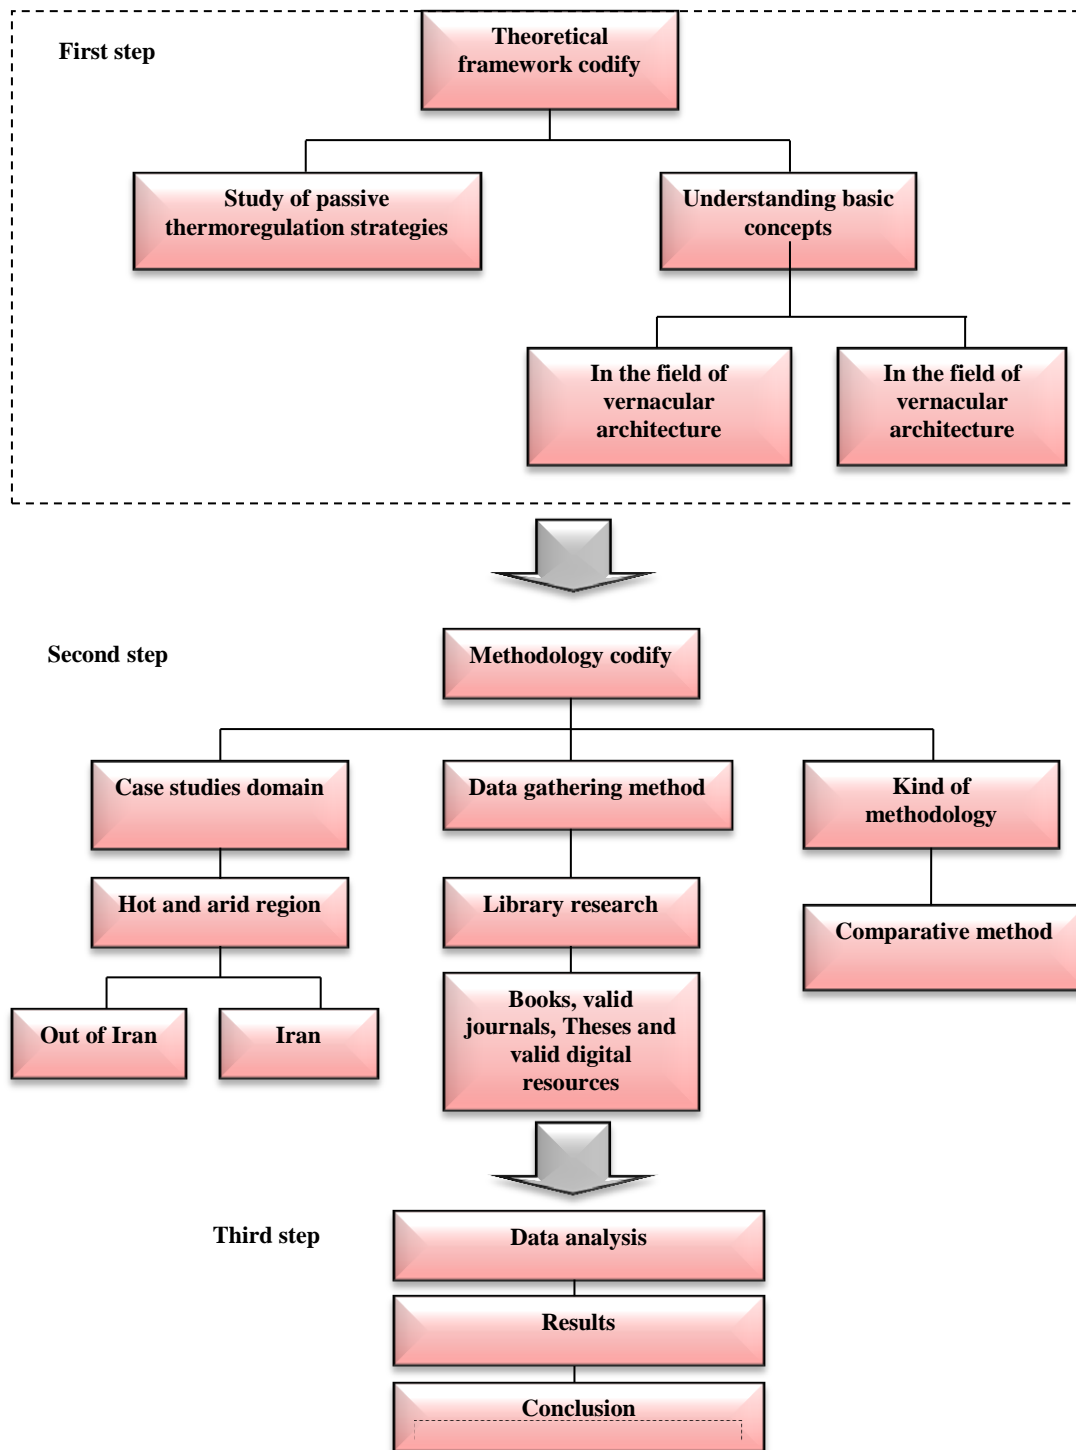 First step
Theoretical
framework codify
Study of passive
thermoregulation strategies
Understanding basic
concepts
In the field of
vernacular
architecture
In the field of
vernacular
architecture
Second step
Methodology codify
Case studies domain
Data gathering method
Kind of
methodology
Hot and arid region
Library research
Comparative method
Out of Iran
Iran
Books, valid
journals, Theses and
valid digital
resources
Third step
Data analysis
Results
Conclusion